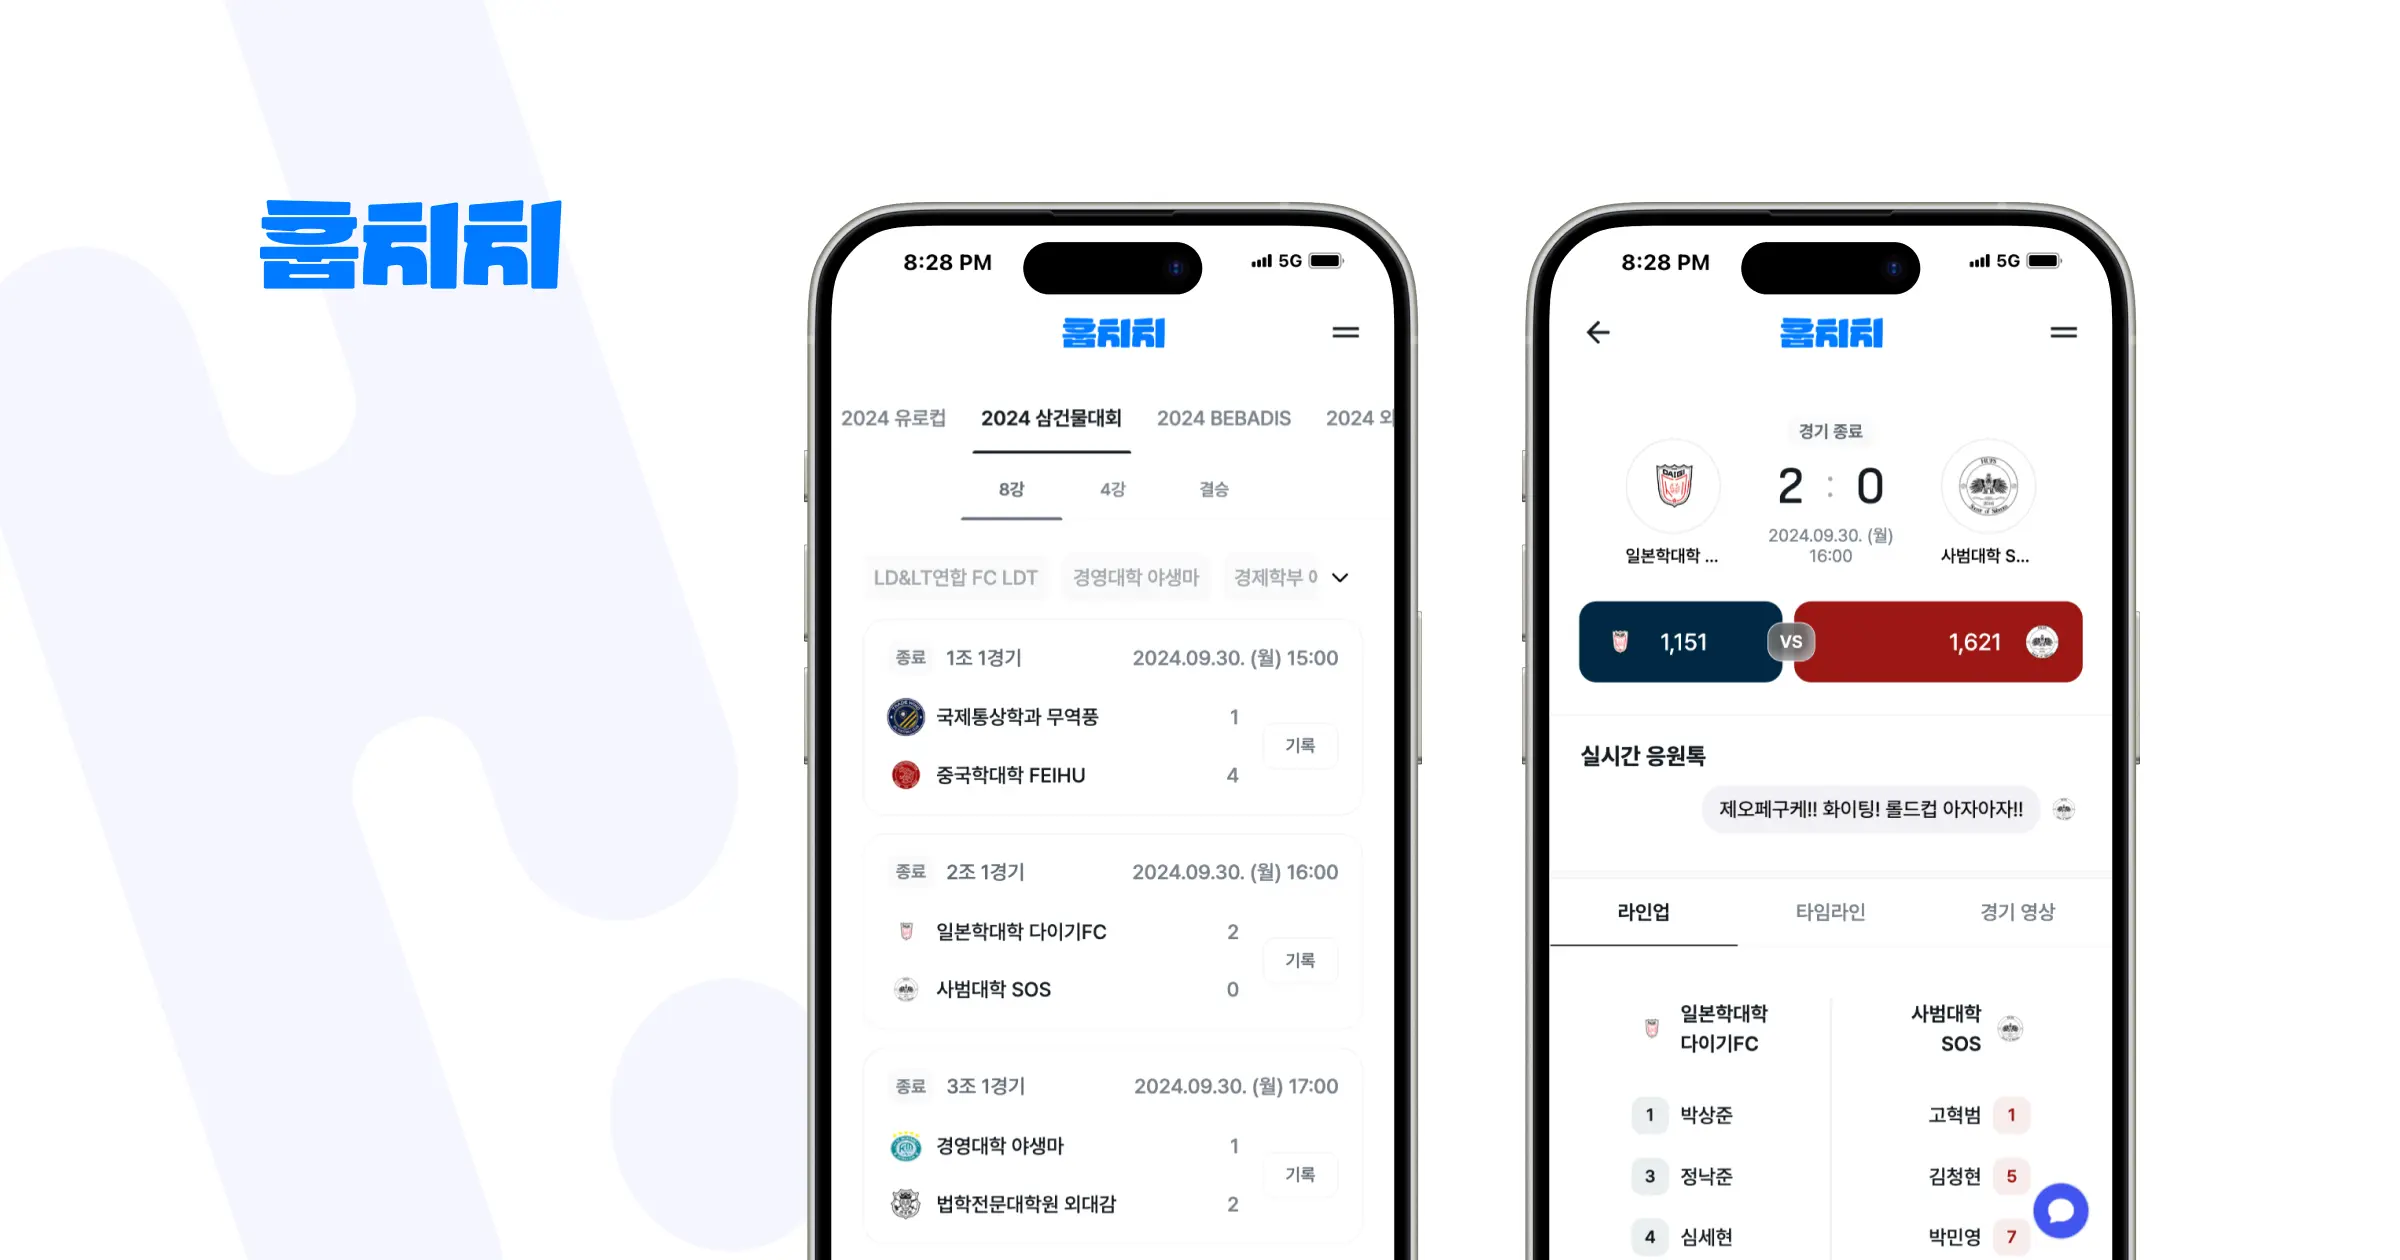 훕치치
8:28 PM
5G
훕치치
2024 유로컵
2024 삼건물대회
2024 BEBADIS
2024 외
8강
4강
결승
LD&LT연합 FC LDT
경영대학 야생마
경제학부
종료 1조 1경기 2024.09.30. (월) 15:00
국제통상학과 무역풍 1
중국학대학 FEIHU 4
기록
종료 2조 1경기 2024.09.30. (월) 16:00
일본학대학 다이기FC 2
사범대학 SOS 0
기록
종료 3조 1경기 2024.09.30. (월) 17:00
경영대학 야생마 1
법학전문대학원 외대감 2
기록
8:28 PM
5G
훕치치
경기 종료
2 : 0
2024.09.30. (월)
16:00
일본학대학 ...
사범대학 S...
1,151
VS
1,621
실시간 응원톡
제오페구케!! 화이팅! 롤드컵 아자아자!!
라인업
타임라인
경기 영상
일본학대학
다이기FC
사범대학
SOS
1 박상준
고혁범 1
3 정낙준
김청현 5
4 심세현
박민영 7